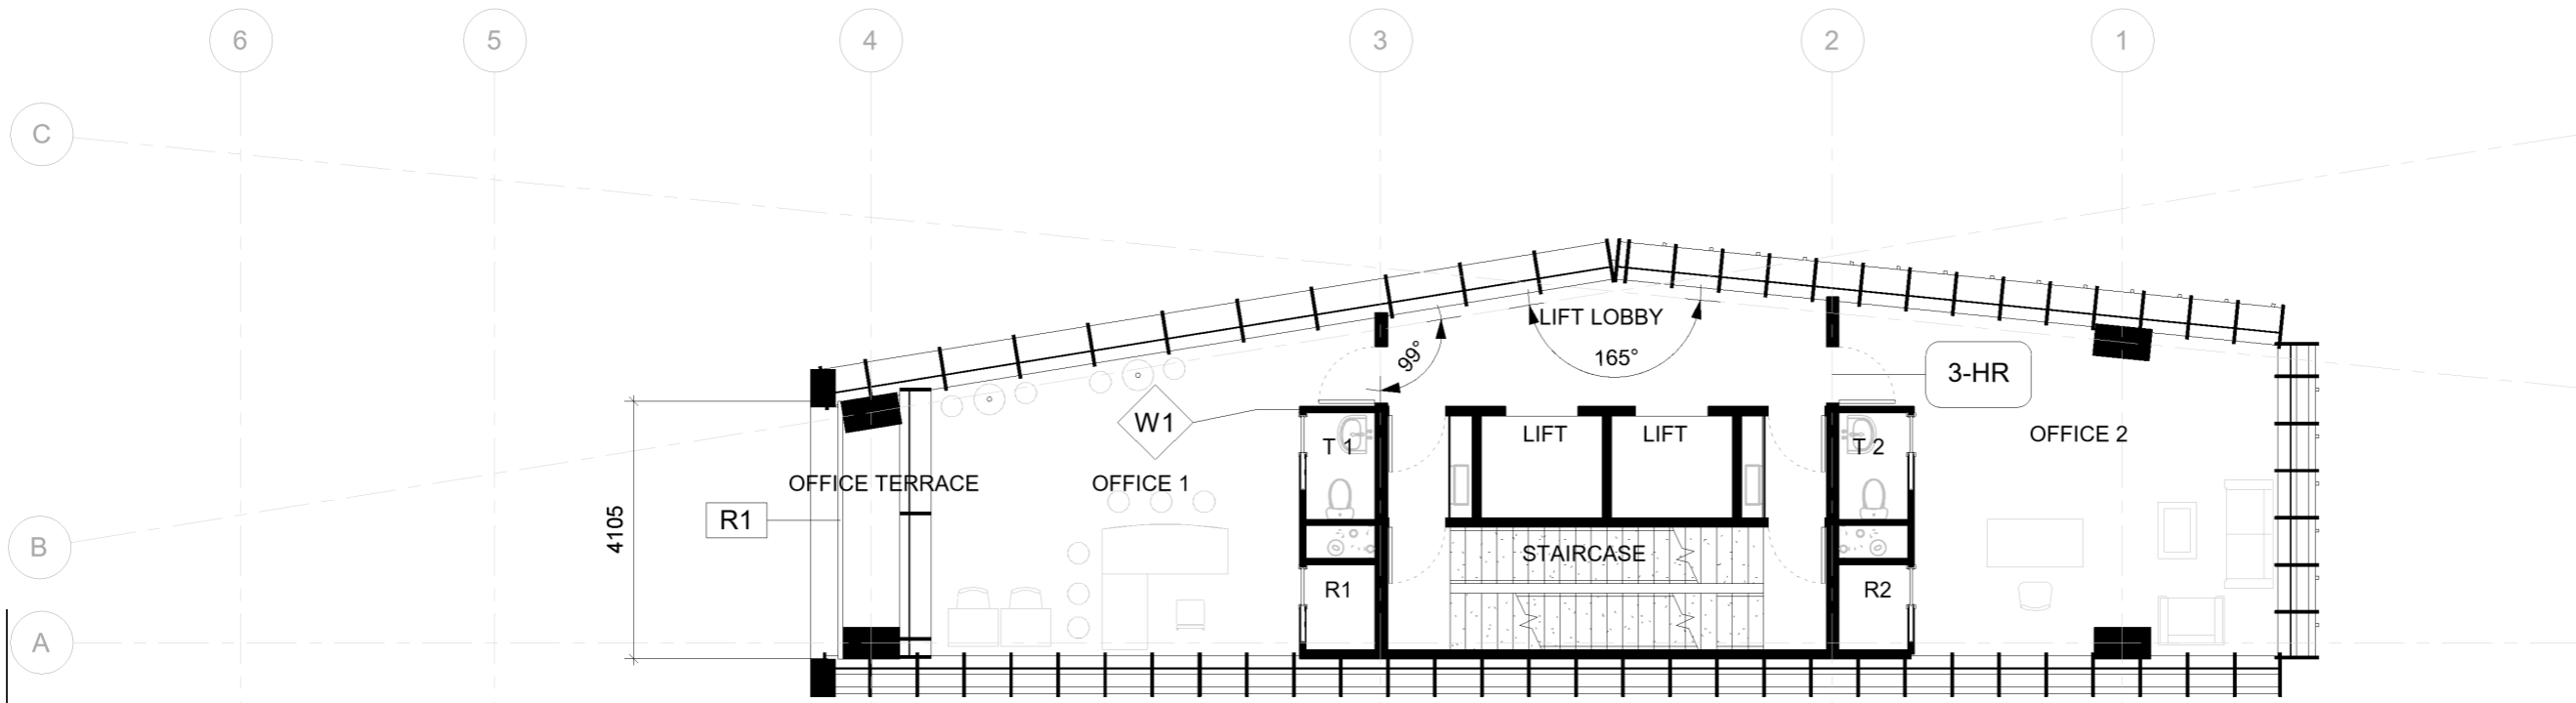 6
5
4
3
2
1
C
LIFT LOBBY
99°
165°
3-HR
W1
T 1
LIFT
LIFT
T 2
OFFICE 2
OFFICE TERRACE
OFFICE 1
R1
4105
B
STAIRCASE
R1
R2
A